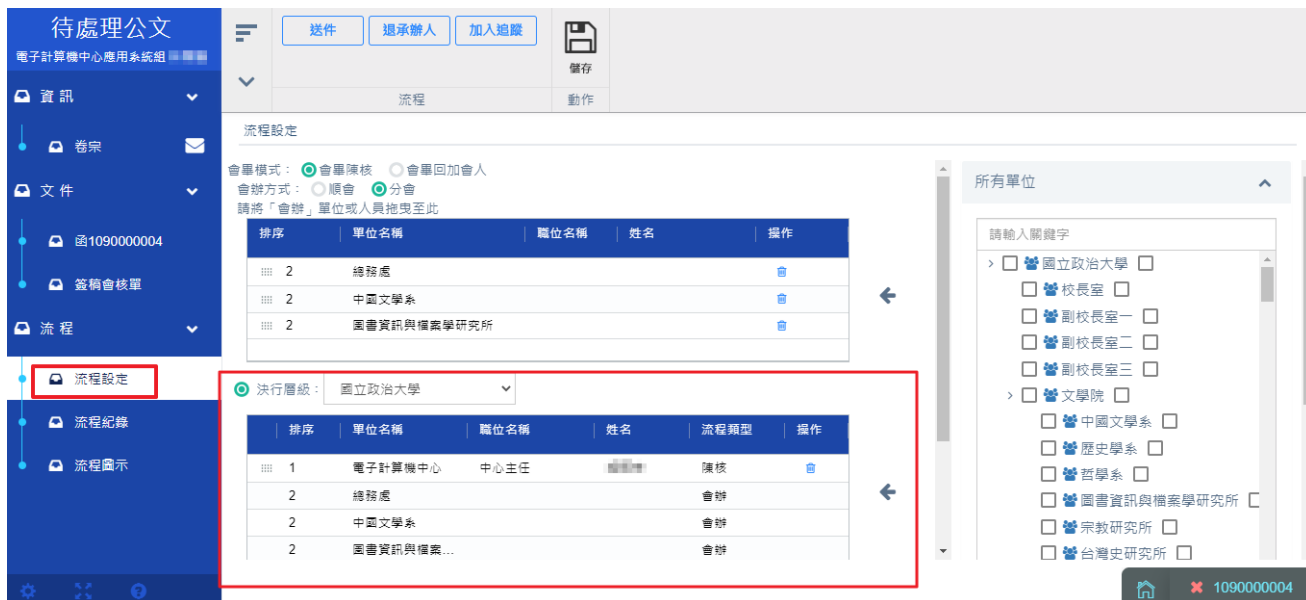 待處理公文
電子計算機中心應用系統組
資訊
卷宗
文件
函1090000004
簽稿會核單
流程
流程設定
流程紀錄
流程圖示
送件 退承辦人 加入追蹤
儲存
流程 動作
流程設定
會畢模式： 會畢陳核 會畢回加會人
會辦方式： 順會 分會
請將「會辦」單位或人員拖曳至此
排序 單位名稱 職位名稱 姓名 操作
2 總務處
2 中國文學系
2 圖書資訊與檔案學研究所
決行層級： 國立政治大學
排序 單位名稱 職位名稱 姓名 流程類型 操作
1 電子計算機中心 中心主任 陳核
2 總務處 會辦
2 中國文學系 會辦
2 圖書資訊與檔案... 會辦
所有單位
請輸入關鍵字
國立政治大學
校長室
副校長室一
副校長室二
副校長室三
文學院
中國文學系
歷史學系
哲學系
圖書資訊與檔案學研究所
宗教研究所
台灣史研究所
1090000004